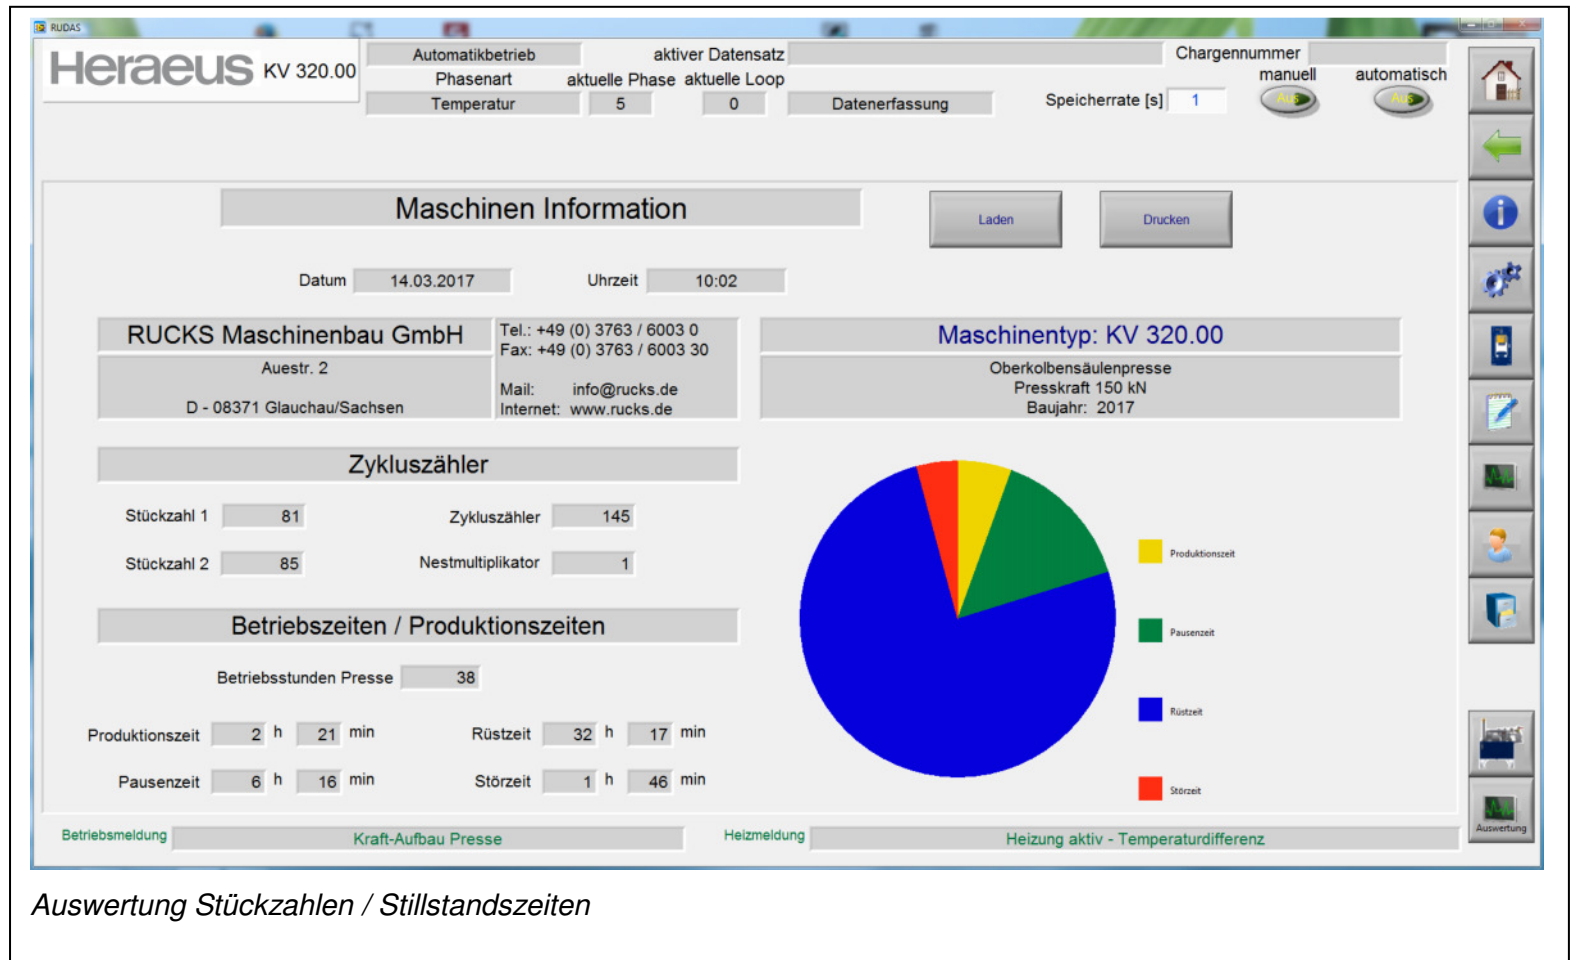 RUDAS
Heraeus KV 320.00
Automatikbetrieb aktiver Datensatz Chargennummer
Phasenart aktuelle Phase aktuelle Loop manuell automatisch
Temperatur 5 0 Datenerfassung Speicherrate [s] 1 Aus Aus
Maschinen Information Laden Drucken
Datum 14.03.2017 Uhrzeit 10:02
RUCKS Maschinenbau GmbH
Auestr. 2
D - 08371 Glauchau/Sachsen
Tel.: +49 (0) 3763 / 6003 0
Fax: +49 (0) 3763 / 6003 30
Mail: info@rucks.de
Internet: www.rucks.de
Maschinentyp: KV 320.00
Oberkolbensäulenpresse
Presskraft 150 kN
Baujahr: 2017
Zykluszähler
Stückzahl 1 81 Zykluszähler 145
Stückzahl 2 85 Nestmultiplikator 1
Betriebszeiten / Produktionszeiten
Betriebsstunden Presse 38
Produktionszeit 2 h 21 min Rüstzeit 32 h 17 min
Pausenzeit 6 h 16 min Störzeit 1 h 46 min
Produktionszeit
Pausenzeit
Rüstzeit
Störzeit
Auswertung
Betriebsmeldung Kraft-Aufbau Presse Heizmeldung Heizung aktiv - Temperaturdifferenz
Auswertung Stückzahlen / Stillstandszeiten